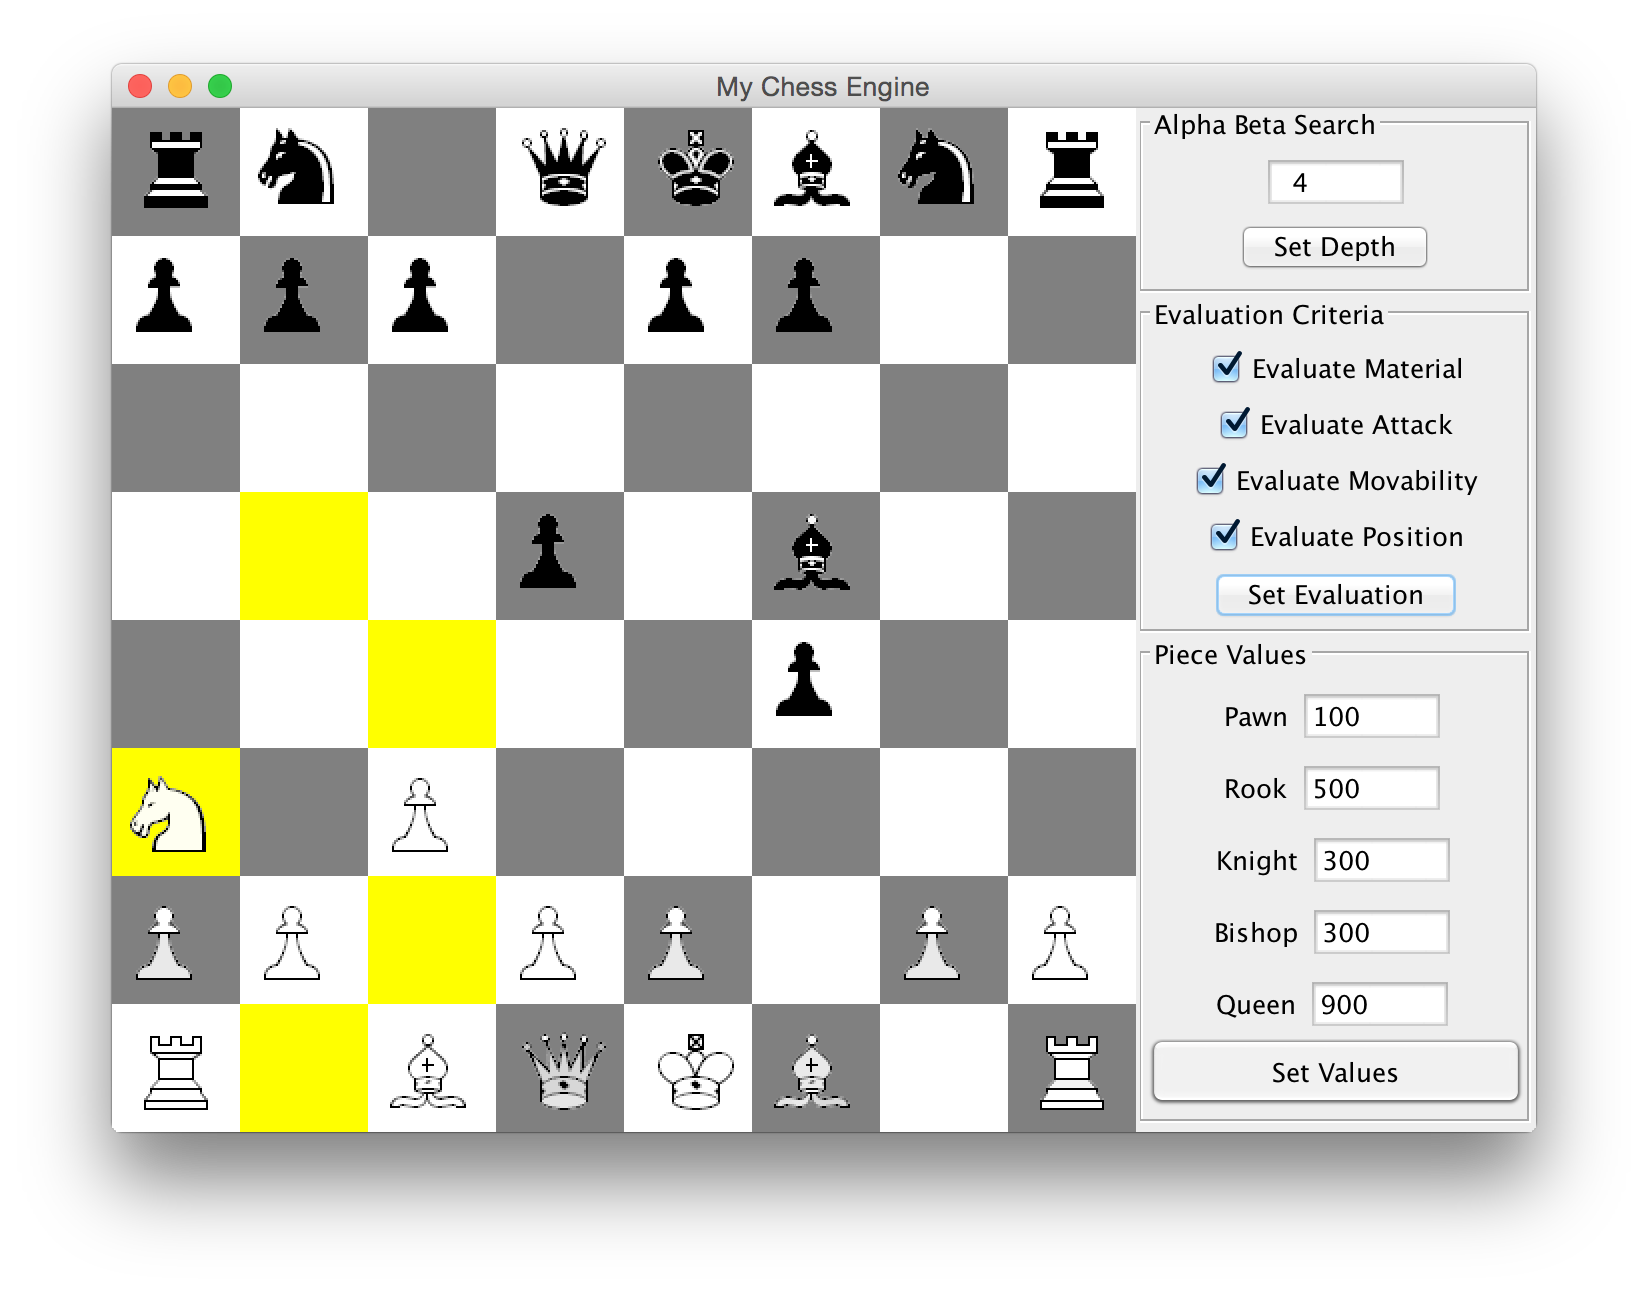 My Chess Engine
Alpha Beta Search
4
Set Depth
Evaluation Criteria
Evaluate Material
Evaluate Attack
Evaluate Movability
Evaluate Position
Set Evaluation
Piece Values
Pawn 100
Rook 500
Knight 300
Bishop 300
Queen 900
Set Values